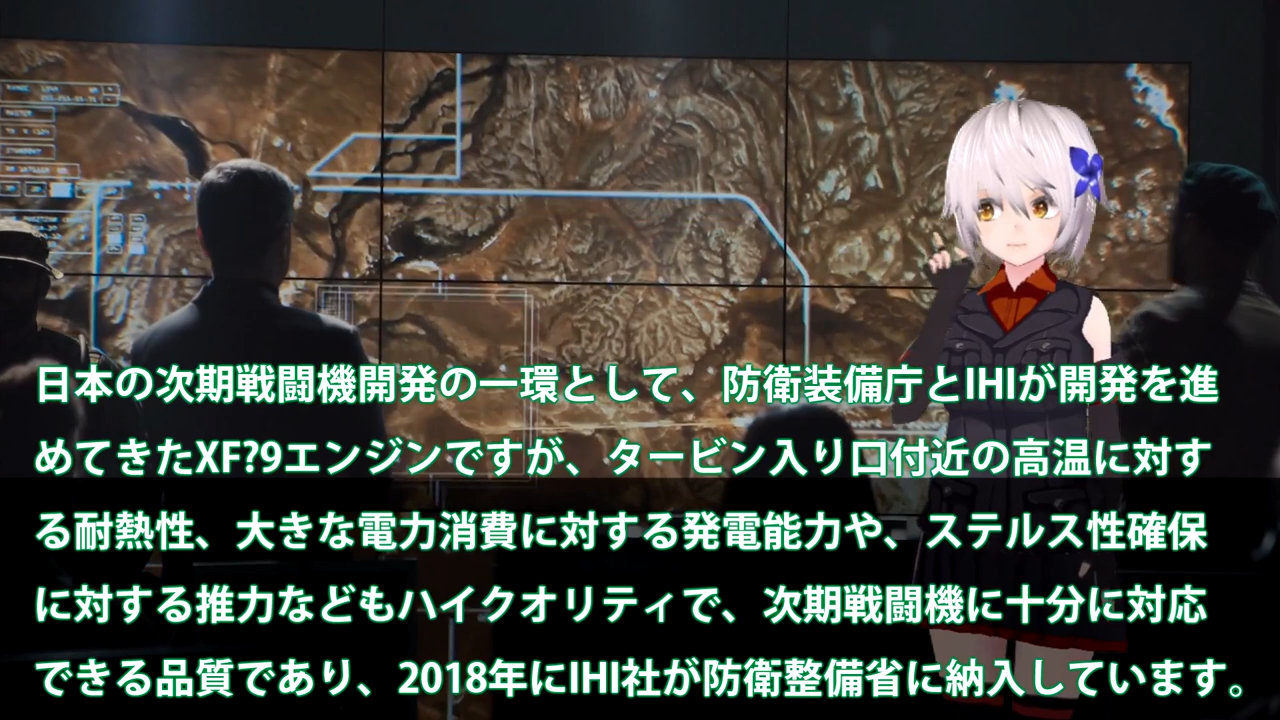 日本の次期戦闘機開発の一環として、防衛装備庁とIHIが開発を進
めてきたXF?9エンジンですが、タービン入り口付近の高温に対す
る耐熱性、大きな電力消費に対する発電能力や、ステルス性確保
に対する推力などもハイクオリティで、次期戦闘機に十分に対応
できる品質であり、2018年にIHI社が防衛整備省に納入しています。